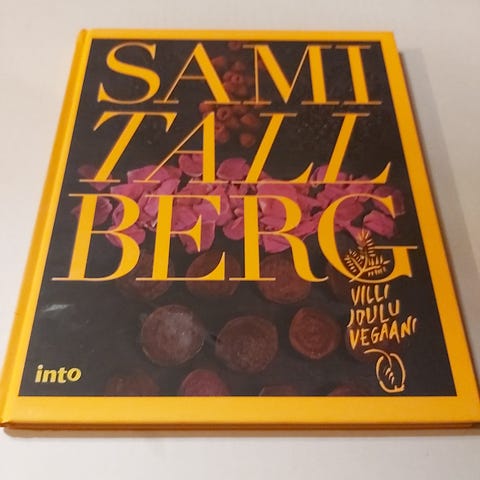 SAMI
TALL
BERG
VILLI
JOULU
VEGAANI
into